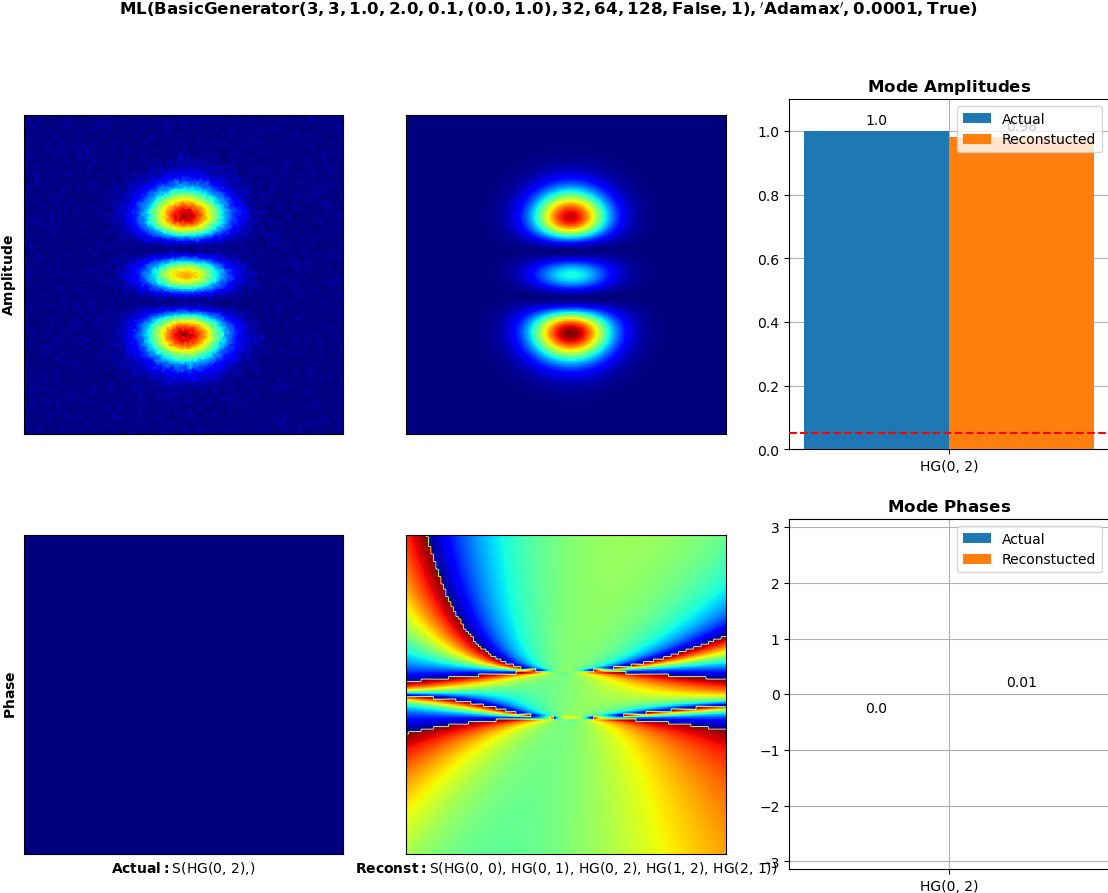 ML(BasicGenerator(3, 3, 1.0, 2.0, 0.1, (0.0, 1.0), 32, 64, 128, False, 1), ′Adamax′, 0.0001, True)
Mode Amplitudes
Actual
Reconstucted
1.0
0.98
1.0
0.8
0.6
0.4
0.2
0.0
HG(0, 2)
Amplitude
Mode Phases
Actual
Reconstucted
3
2
1
0
−1
−2
−3
0.0
0.01
HG(0, 2)
Phase
Actual: S(HG(0, 2),)
Reconst: S(HG(0, 0), HG(0, 1), HG(0, 2), HG(1, 2), HG(2, 1))